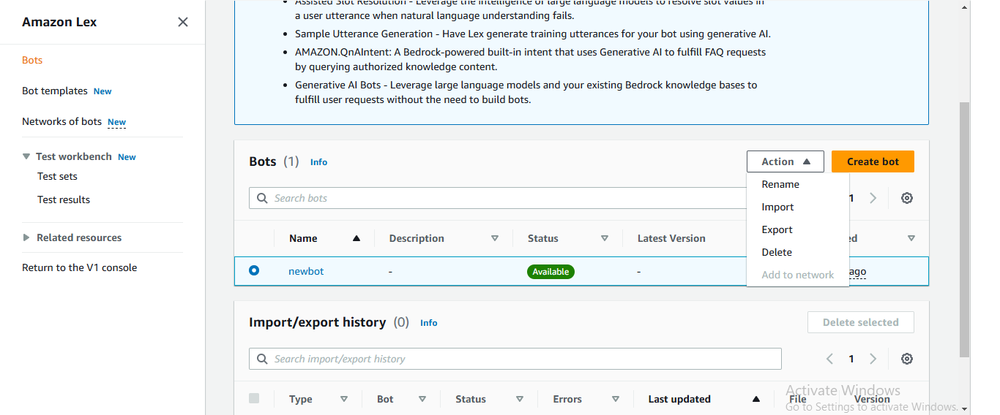 Amazon Lex
Bots
Bot templates New
Networks of bots New
Test workbench New
Test sets
Test results
Related resources
Return to the V1 console
Assisted Slot Resolution - Leverage the intelligence of large language models to resolve slot values in
a user utterance when natural language understanding fails.
Sample Utterance Generation - Have Lex generate training utterances for your bot using generative AI.
AMAZON.QnAIntent: A Bedrock-powered built-in intent that uses Generative AI to fulfill FAQ requests
by querying authorized knowledge content.
Generative AI Bots - Leverage large language models and your existing Bedrock knowledge bases to
fulfill user requests without the need to build bots.
Bots (1) Info
Action
Create bot
Rename
Import
Export
Delete
Add to network
Search bots
1
Name Description Status Latest Version ed
newbot - Available - ago
Import/export history (0) Info
Delete selected
Search import/export history
1
Type Bot Status Errors Last updated File Version
Activate Windows
Go to Settings to activate Windows.